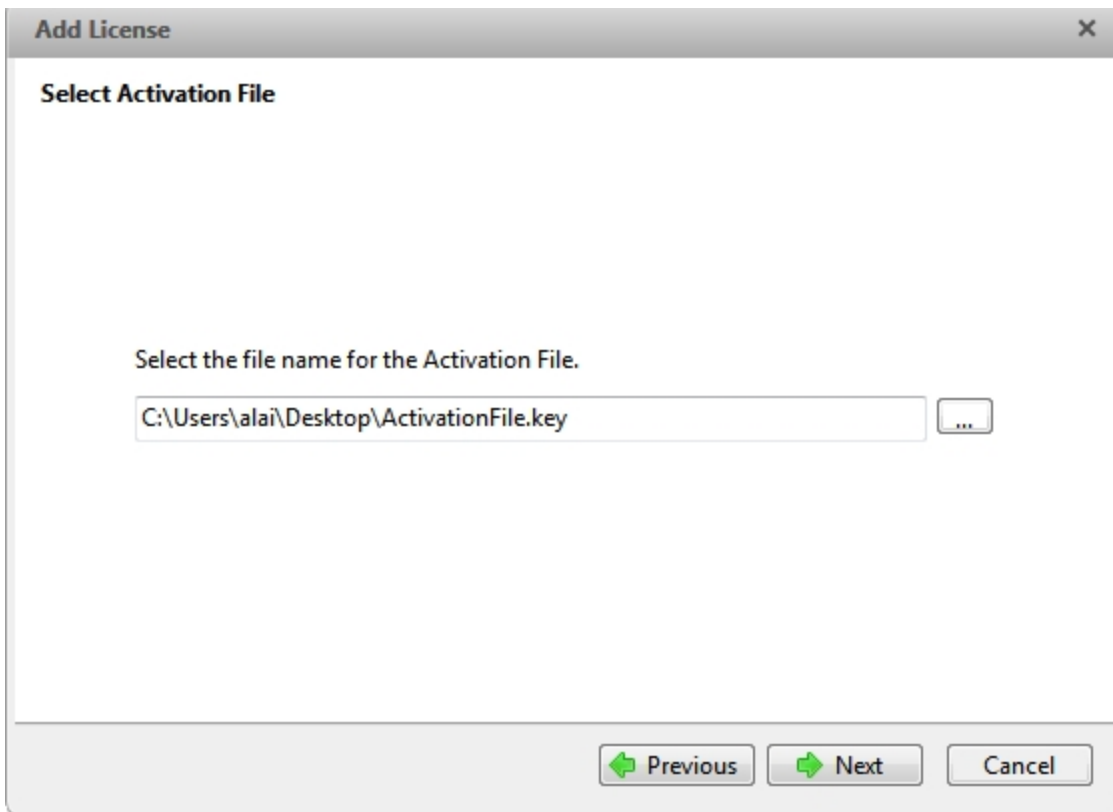 Add License
Select Activation File
Select the file name for the Activation File.
C:\Users\alai\Desktop\ActivationFile.key
...
Previous
Next
Cancel